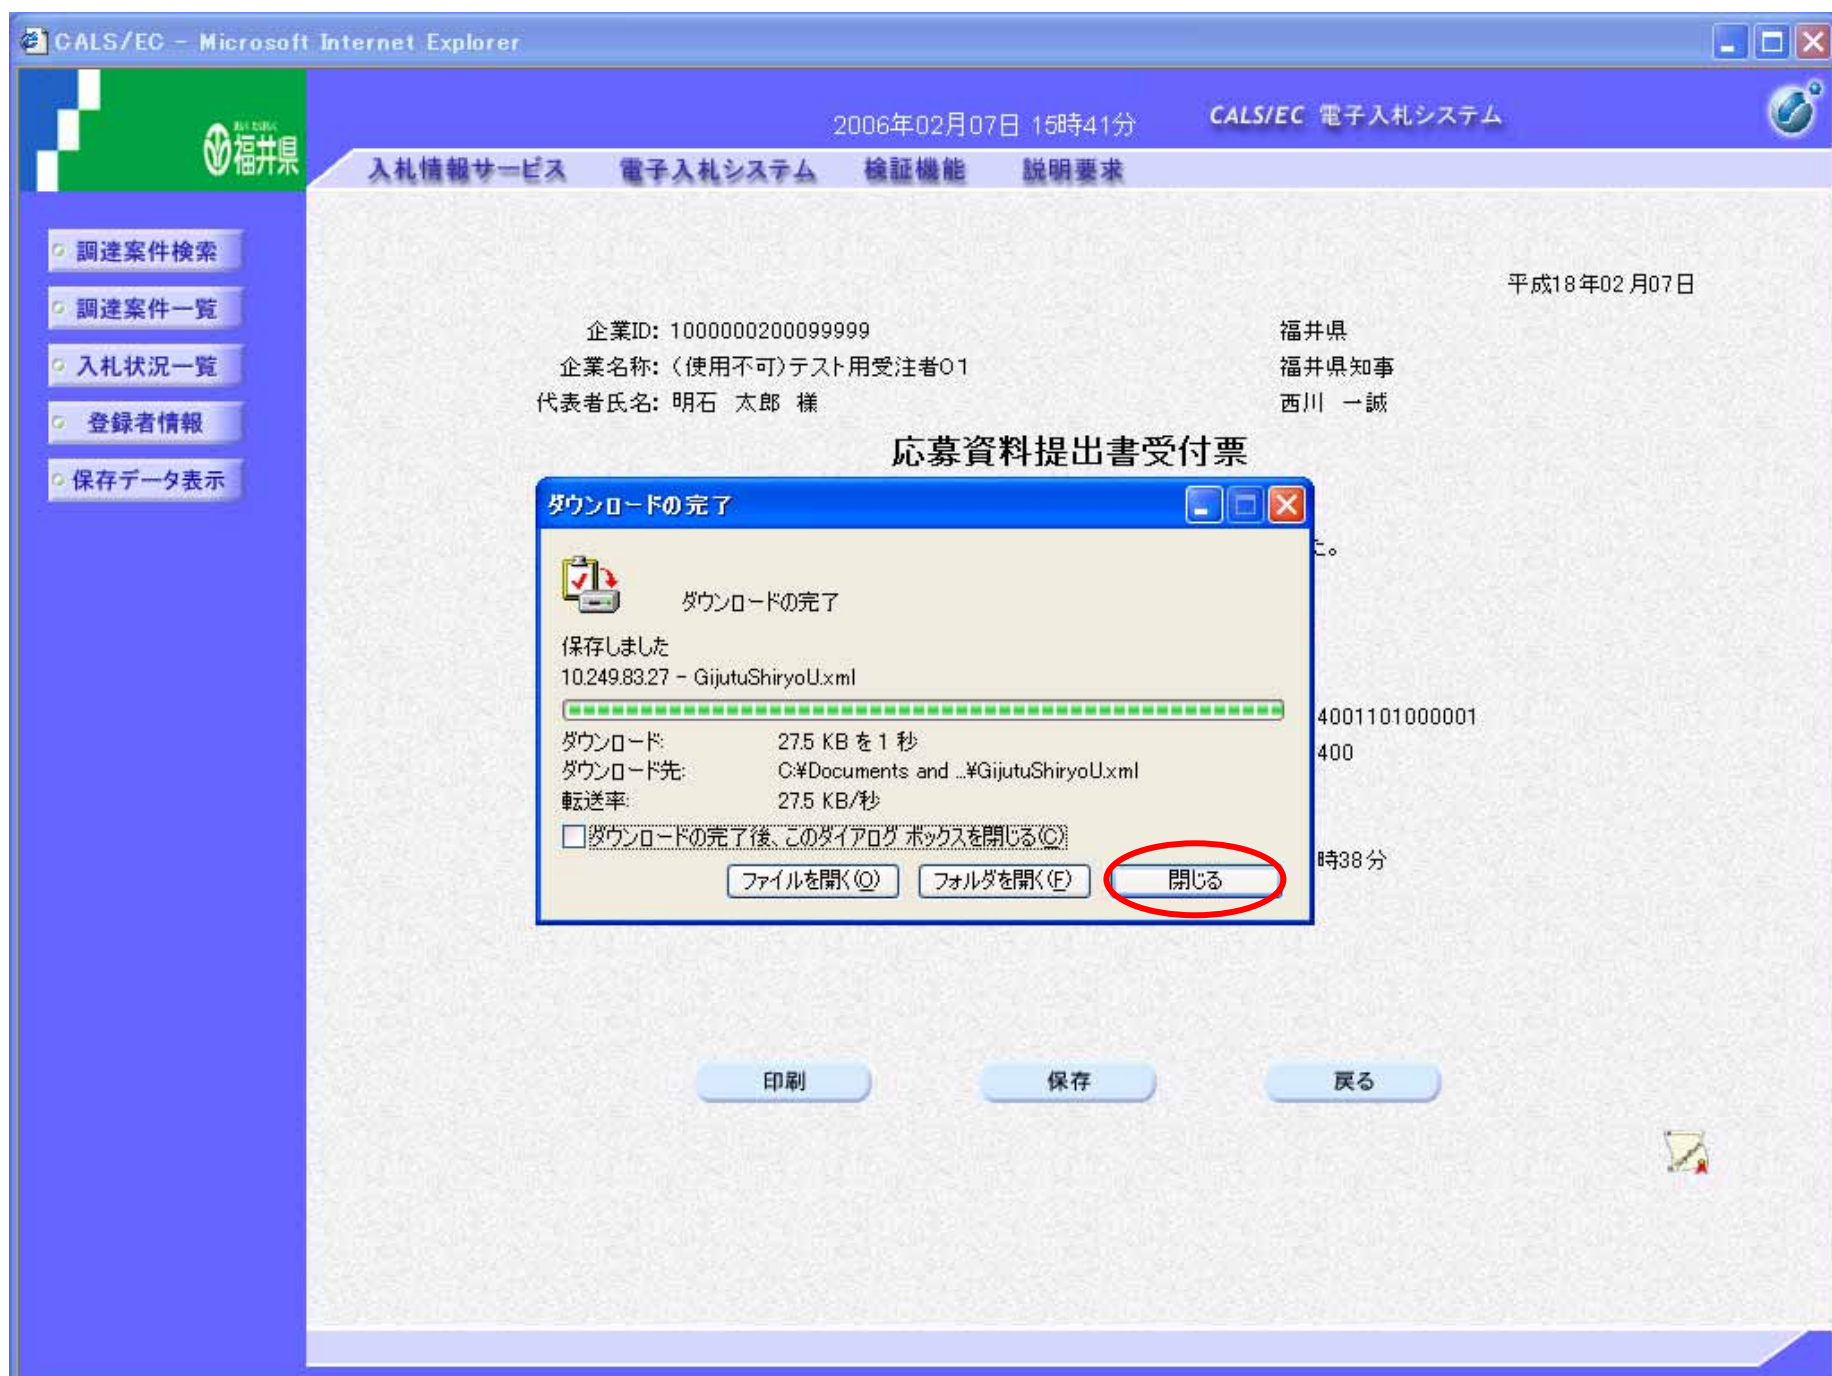 CALS/EC - Microsoft Internet Explorer
福井県
2006年02月07日 15時41分
CALS/EC 電子入札システム
入札情報サービス 電子入札システム 検証機能 説明要求
調達案件検索
調達案件一覧
入札状況一覧
登録者情報
保存データ表示
平成18年02月07日
企業ID: 1000000200099999
福井県
企業名称: (使用不可)テスト用受注者01
福井県知事
代表者氏名: 明石 太郎 様
西川 一誠
応募資料提出書受付票
ダウンロードの完了
た。
ダウンロードの完了
保存しました
10.249.83.27 - GijutuShiryoU.xml
4001101000001
ダウンロード: 27.5 KB を 1 秒
400
ダウンロード先: C:¥Documents and ...¥GijutuShiryoU.xml
転送率: 27.5 KB/秒
ダウンロードの完了後、このダイアログ ボックスを閉じる(C)
時38分
ファイルを開く(O) フォルダを開く(F) 閉じる
印刷 保存 戻る